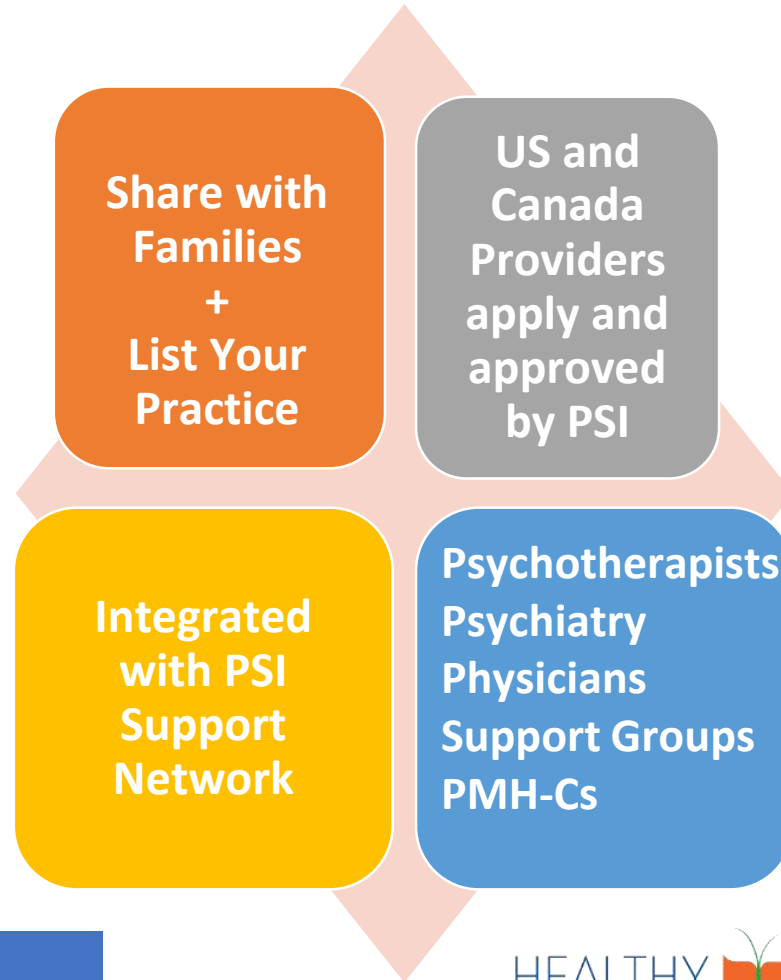 Share with
Families
+
List Your
Practice
US and
Canada
Providers
apply and
approved
by PSI
Integrated
with PSI
Support
Network
Psychotherapists
Psychiatry
Physicians
Support Groups
PMH-Cs
HEALTHY